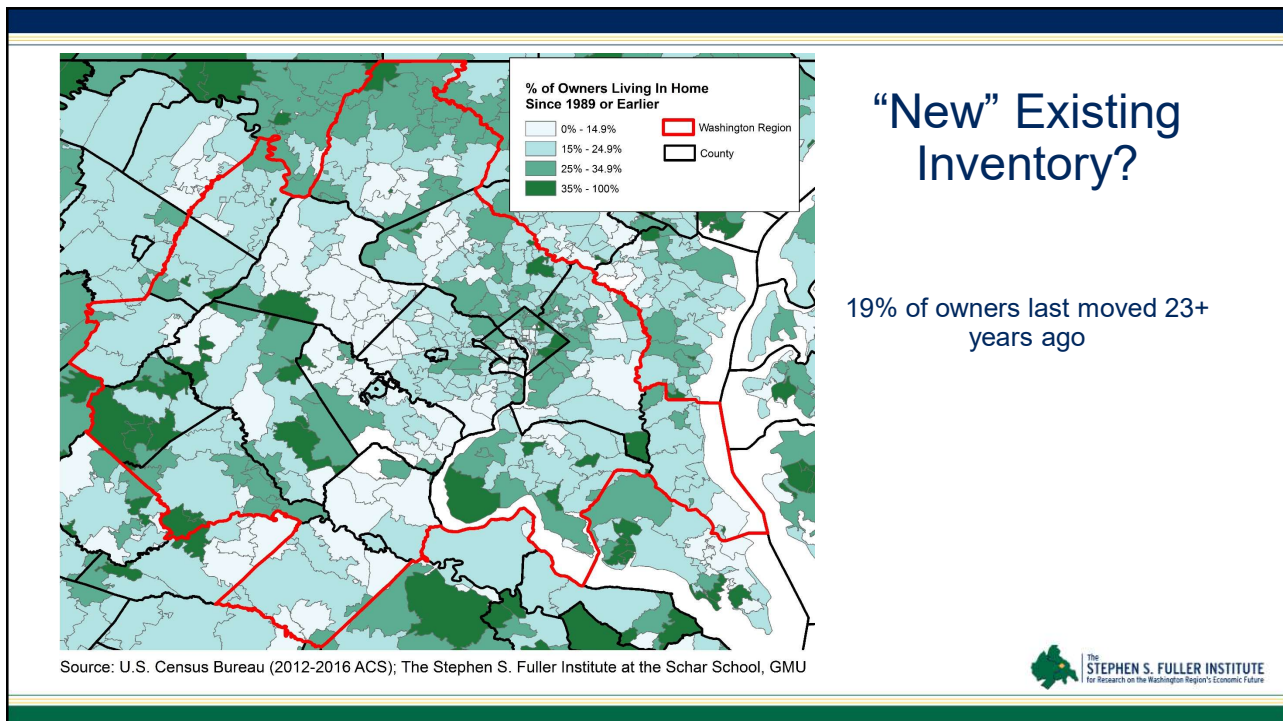 % of Owners Living In Home
Since 1989 or Earlier
0% - 14.9%
15% - 24.9%
25% - 34.9%
35% - 100%
Washington Region
County
“New” Existing
Inventory?
19% of owners last moved 23+
years ago
Source: U.S. Census Bureau (2012-2016 ACS); The Stephen S. Fuller Institute at the Schar School, GMU
The
STEPHEN S. FULLER INSTITUTE
for Research on the Washington Region's Economic Future